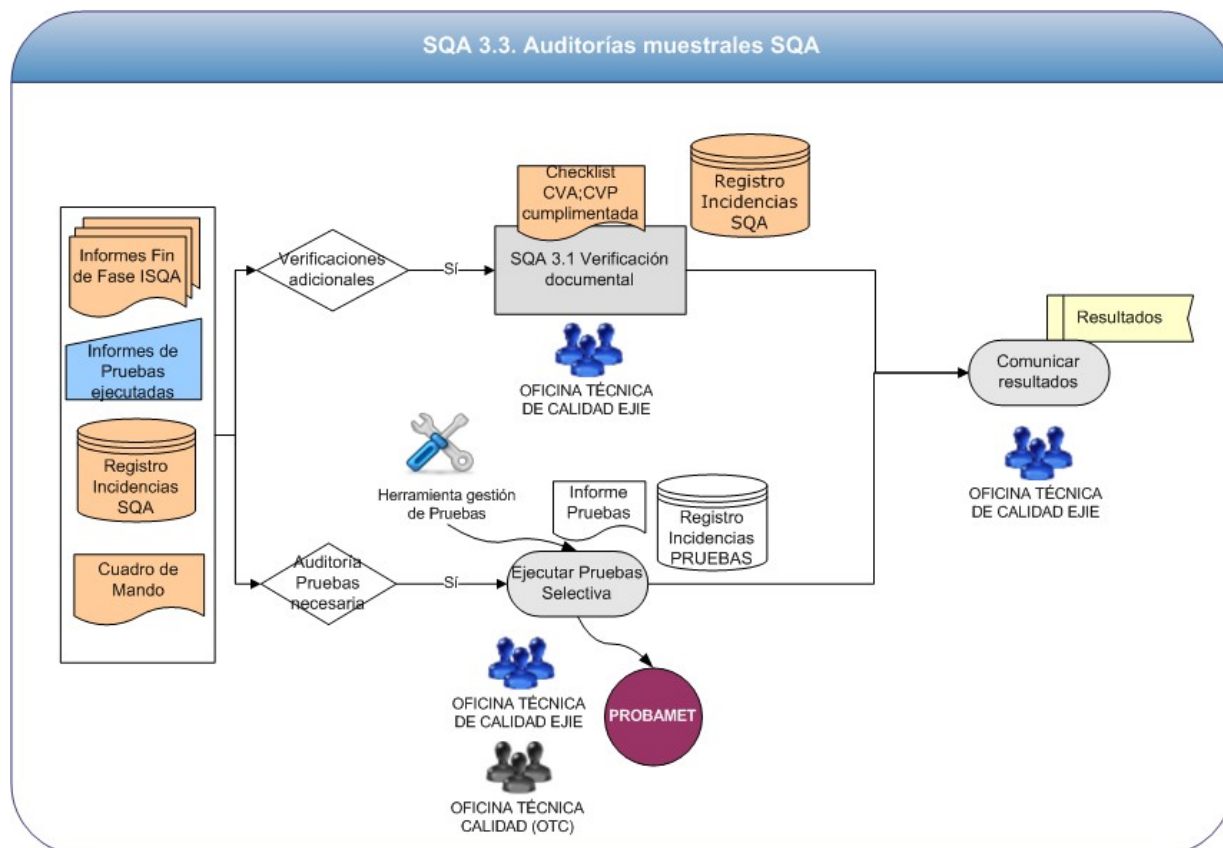 SQA 3.3. Auditorías muestrales SQA
Informes Fin
de Fase ISQA
Informes de
Pruebas
ejecutadas
Registro
Incidencias
SQA
Cuadro de
Mando
Verificaciones
adicionales
Sí
Checklist
CVA;CVP
cumplimentada
Registro
Incidencias
SQA
SQA 3.1 Verificación
documental
OFICINA TÉCNICA
DE CALIDAD EJIE
Herramienta gestión
de Pruebas
Informe
Pruebas
Registro
Incidencias
PRUEBAS
Auditoría
Pruebas
necesaria
Sí
Ejecutar Pruebas
Selectiva
OFICINA TÉCNICA
DE CALIDAD EJIE
PROBAMET
OFICINA TÉCNICA
CALIDAD (OTC)
Resultados
Comunicar
resultados
OFICINA TÉCNICA
DE CALIDAD EJIE